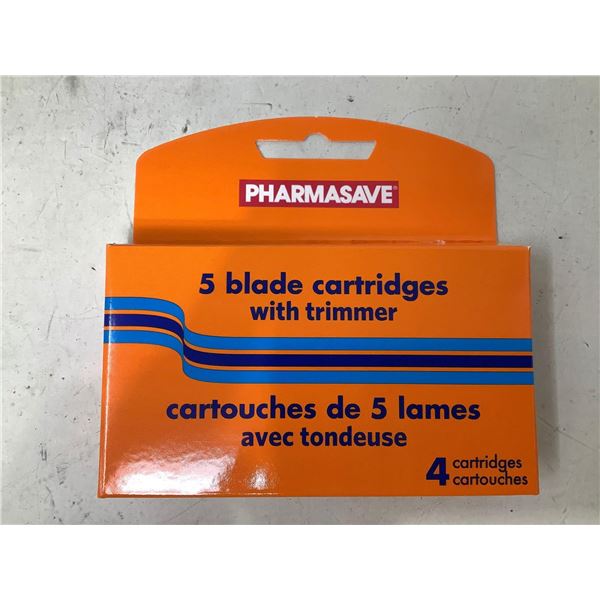 PHARMASAVE®
5 blade cartridges
with trimmer
cartouches de 5 lames
avec tondeuse
4 cartridges
cartouches